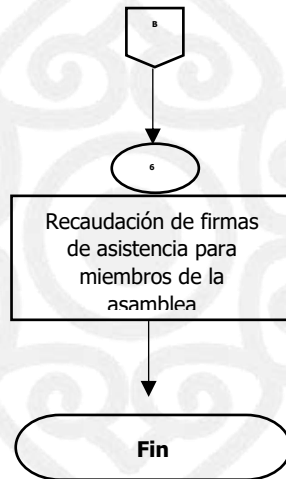 B
6
Recaudación de firmas
de asistencia para
miembros de la
asamblea
Fin